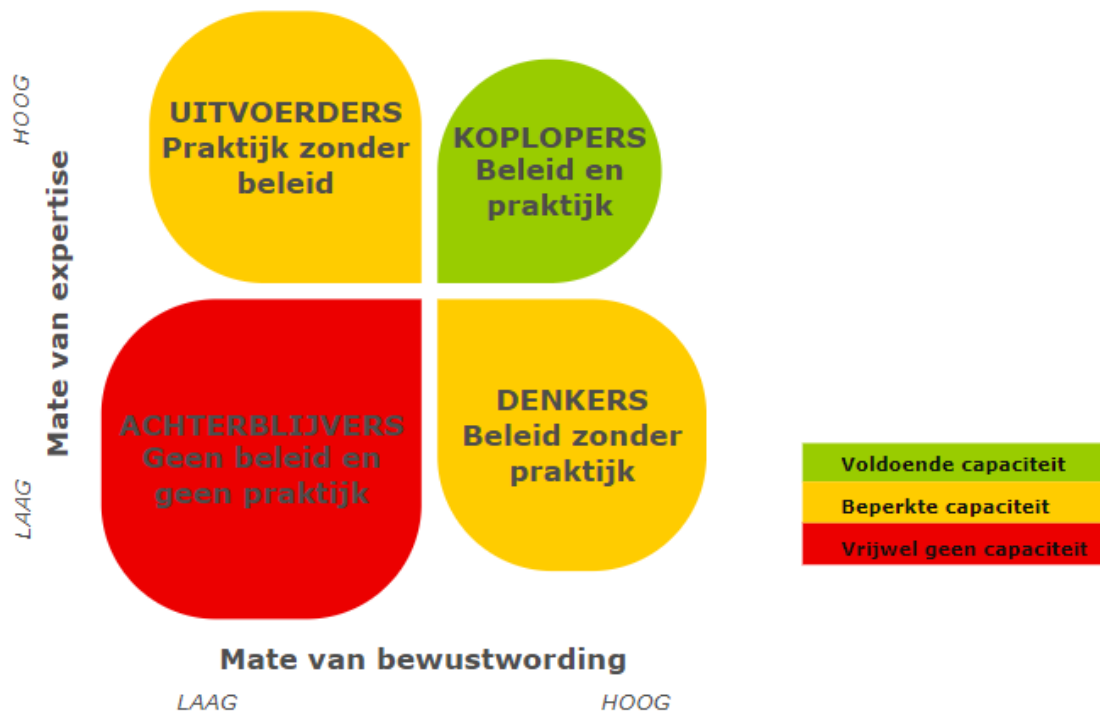 HOOG
Mate van expertise
LAAG
UITVOERDERS
Praktijk zonder
beleid
KOPLOPERS
Beleid en
praktijk
ACHTERBLIJVERS
Geen beleid en
geen praktijk
DENKERS
Beleid zonder
praktijk
Voldoende capaciteit
Beperkte capaciteit
Vrijwel geen capaciteit
Mate van bewustwording
LAAG
HOOG